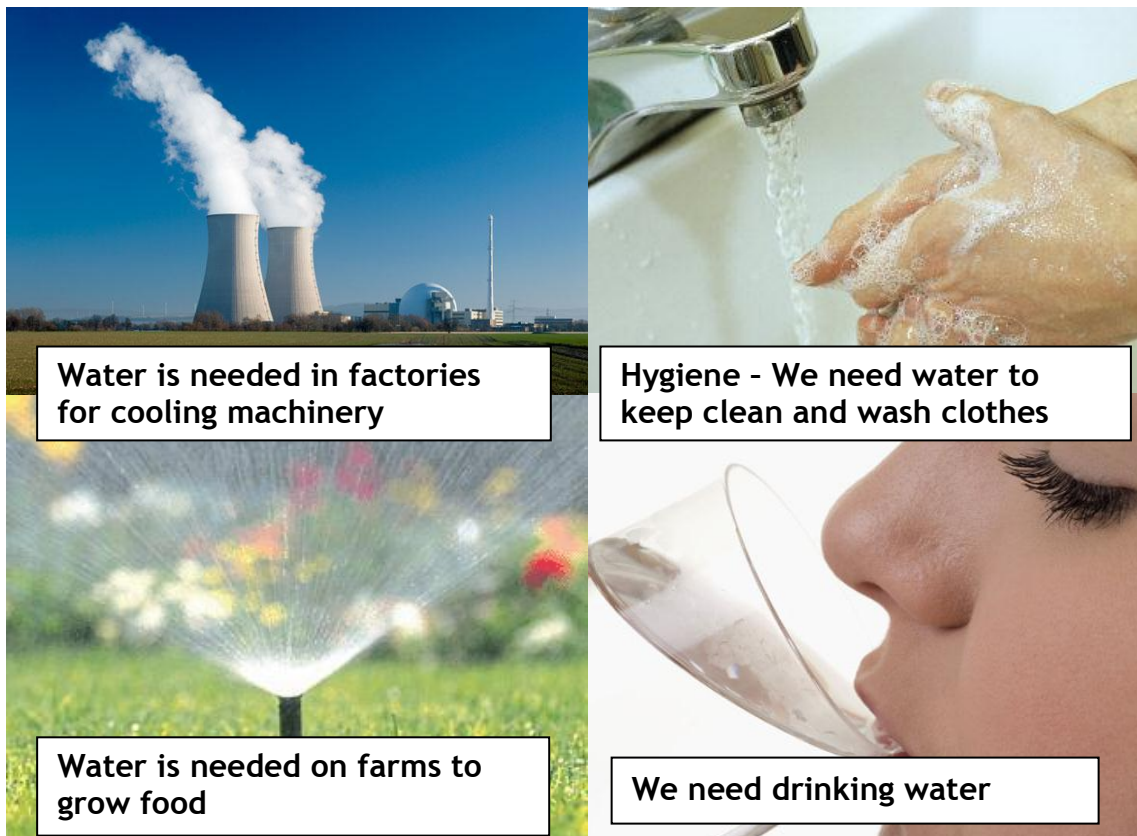 Water is needed in factories
for cooling machinery
Hygiene - We need water to
keep clean and wash clothes
Water is needed on farms to
grow food
We need drinking water